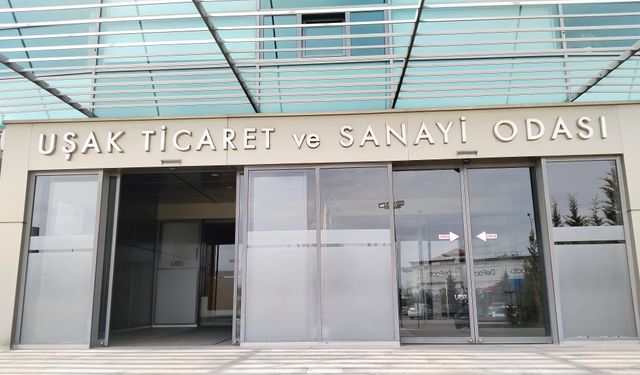 UŞAK TİCARET ve SANAYİ ODASI